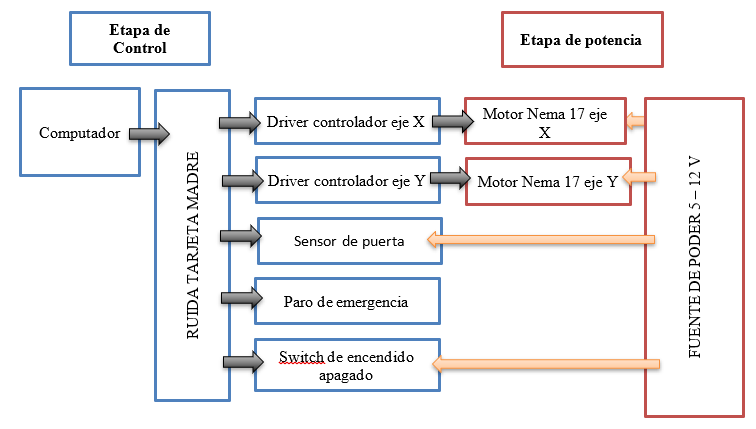 Etapa de
Control
Etapa de potencia
Computador
RUIDA TARJETA MADRE
Driver controlador eje X
Motor Nema 17 eje
X
Driver controlador eje Y
Motor Nema 17 eje Y
Sensor de puerta
Paro de emergencia
Switch de encendido
apagado
FUENTE DE PODER 5 – 12 V